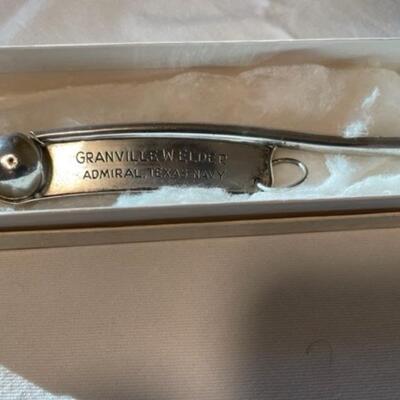 GRANVILLE W ELDER
ADMIRAL, TEXAS NAVY